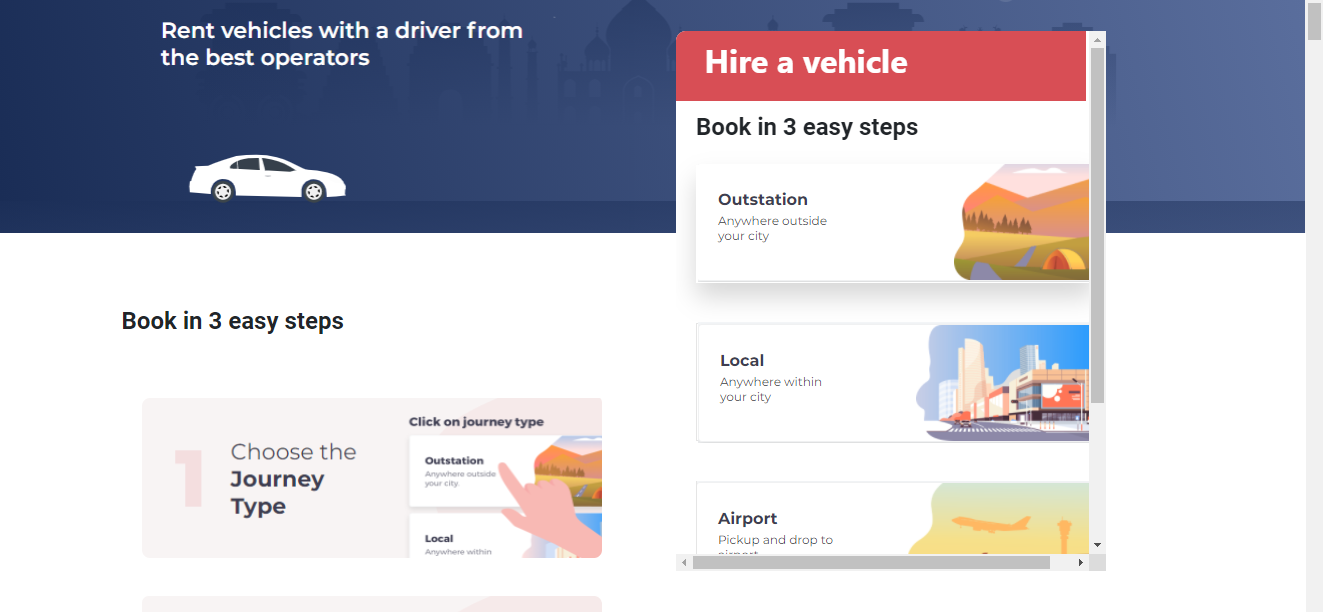 Rent vehicles with a driver from
the best operators
Hire a vehicle
Book in 3 easy steps
Outstation
Anywhere outside
your city
Local
Anywhere within
your city
Airport
Pickup and drop to
airport
Book in 3 easy steps
1
Choose the
Journey
Type
Click on journey type
Outstation
Anywhere outside
your city.
Local
Anywhere within